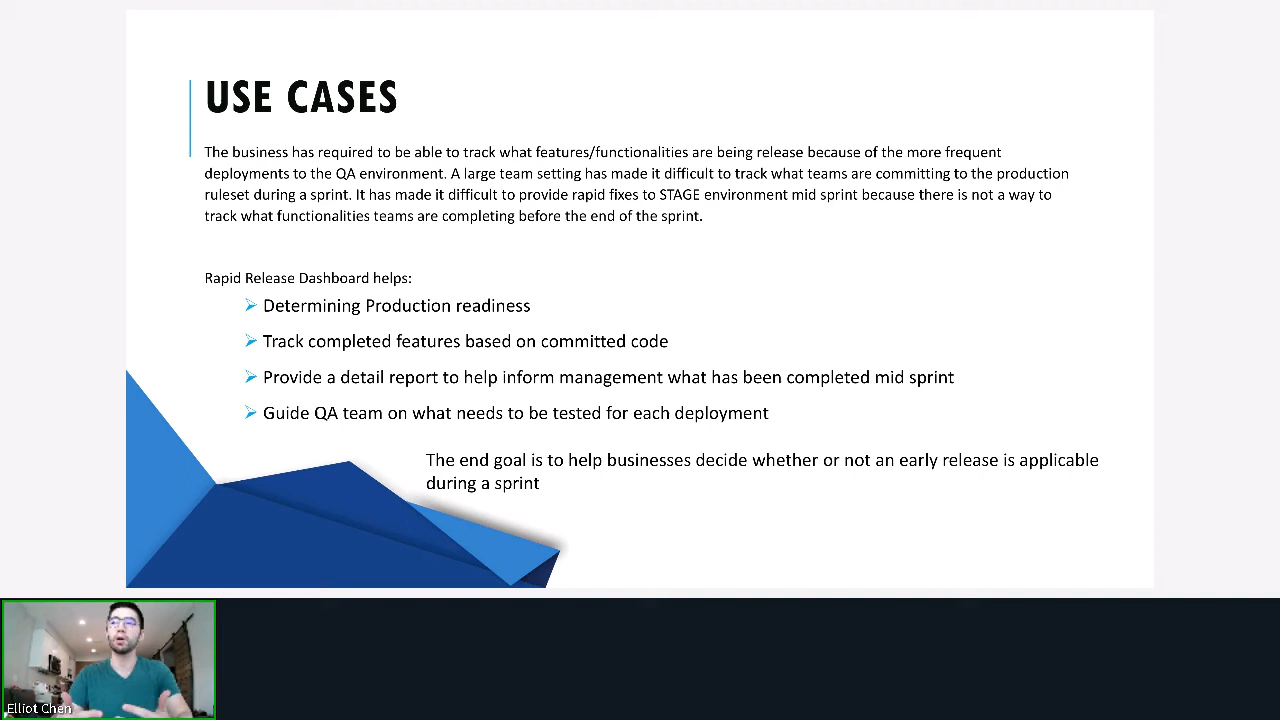 USE CASES
The business has required to be able to track what features/functionalities are being release because of the more frequent
deployments to the QA environment. A large team setting has made it difficult to track what teams are committing to the production
ruleset during a sprint. It has made it difficult to provide rapid fixes to STAGE environment mid sprint because there is not a way to
track what functionalities teams are completing before the end of the sprint.
Rapid Release Dashboard helps:
Determining Production readiness
Track completed features based on committed code
Provide a detail report to help inform management what has been completed mid sprint
Guide QA team on what needs to be tested for each deployment
The end goal is to help businesses decide whether or not an early release is applicable
during a sprint
Elliot Chen